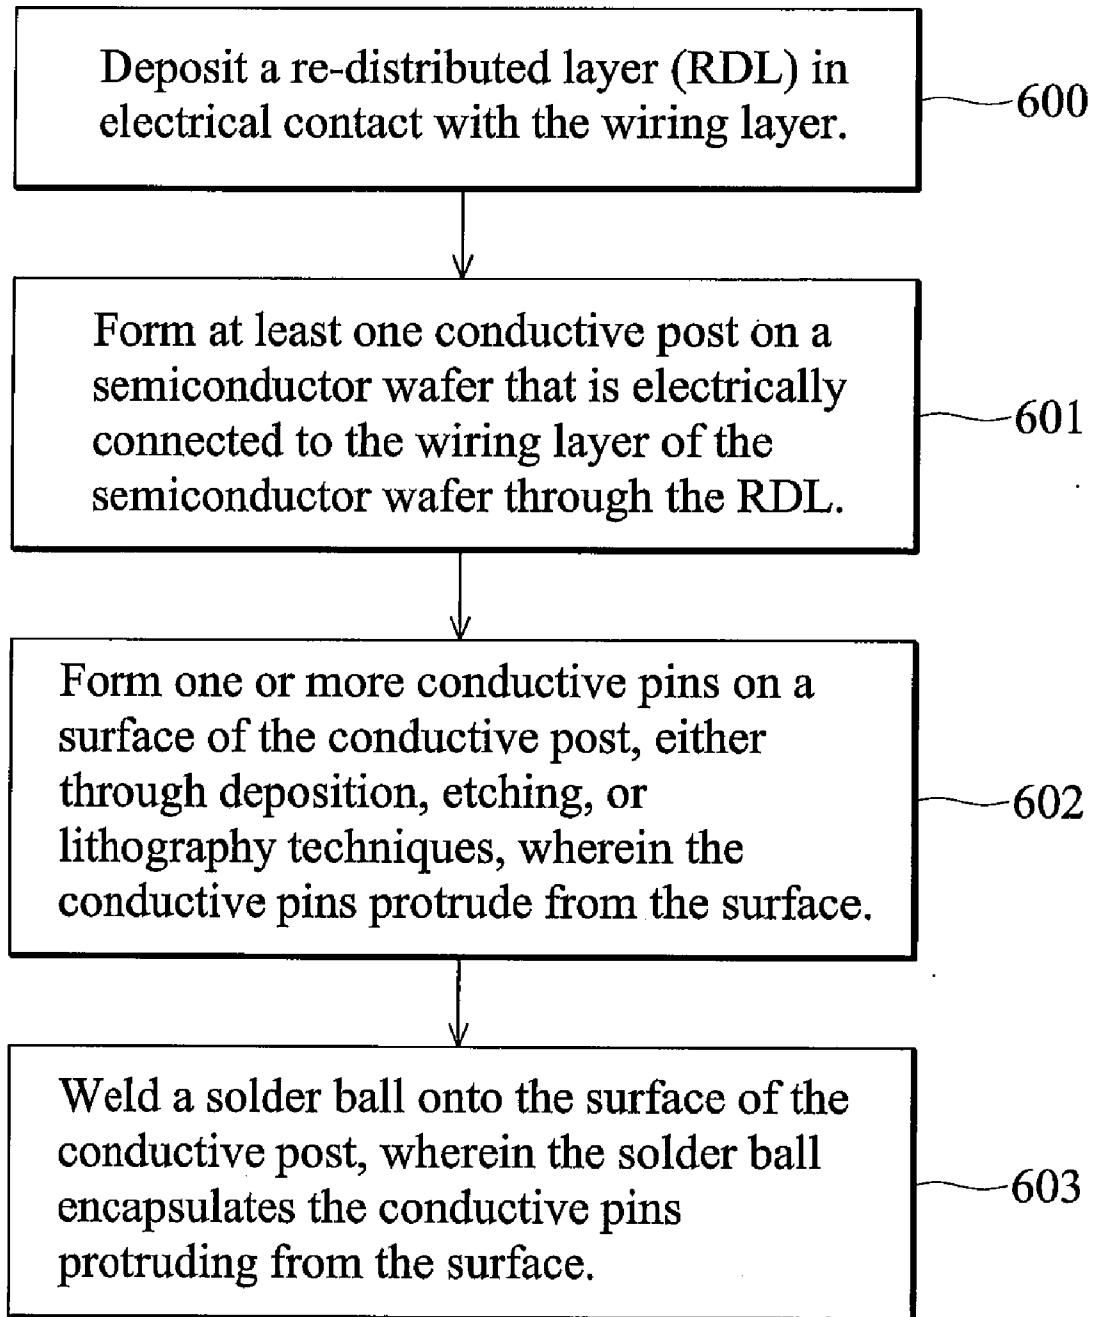 Deposit a re-distributed layer (RDL) in
electrical contact with the wiring layer.
600
Form at least one conductive post on a
semiconductor wafer that is electrically
connected to the wiring layer of the
semiconductor wafer through the RDL.
601
Form one or more conductive pins on a
surface of the conductive post, either
through deposition, etching, or
lithography techniques, wherein the
conductive pins protrude from the surface.
602
Weld a solder ball onto the surface of the
conductive post, wherein the solder ball
encapsulates the conductive pins
protruding from the surface.
603